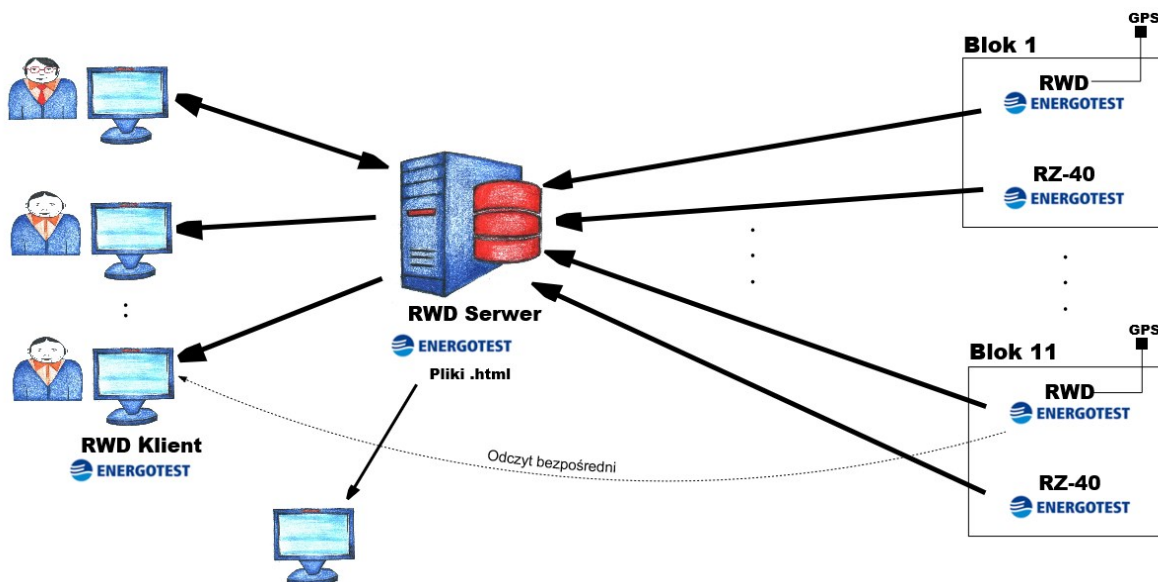 GPS
Blok 1
RWD
ENERGOTEST
RZ-40
ENERGOTEST
RWD Serwer
ENERGOTEST
Pliki .html
GPS
Blok 11
RWD
ENERGOTEST
RWD Klient
ENERGOTEST
Odczyt bezpośredni
RZ-40
ENERGOTEST